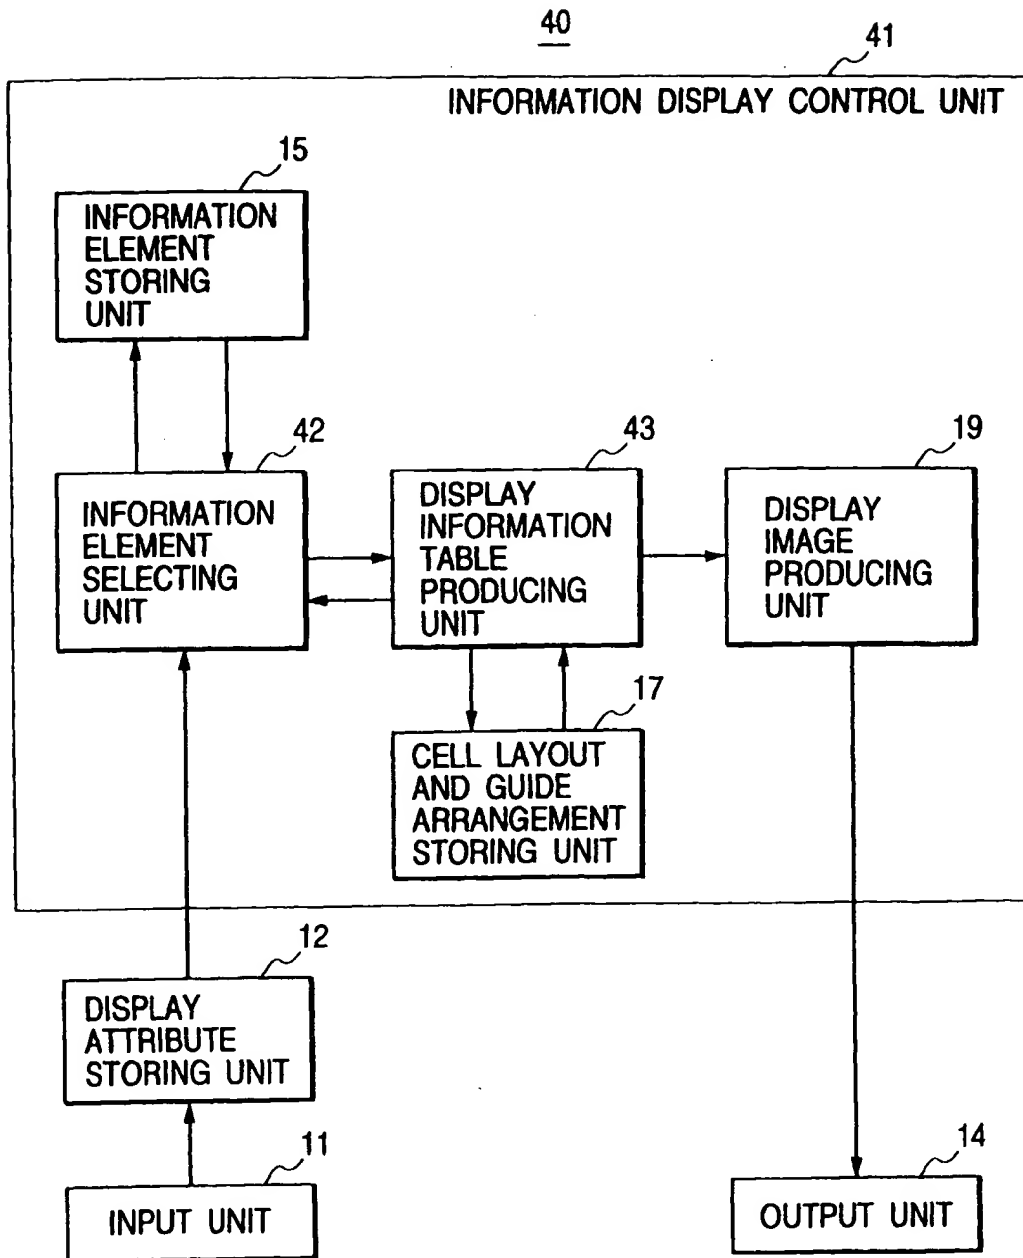 40
41
INFORMATION DISPLAY CONTROL UNIT
15
INFORMATION
ELEMENT
STORING
UNIT
42
INFORMATION
ELEMENT
SELECTING
UNIT
43
DISPLAY
INFORMATION
TABLE
PRODUCING
UNIT
19
DISPLAY
IMAGE
PRODUCING
UNIT
17
CELL LAYOUT
AND GUIDE
ARRANGEMENT
STORING UNIT
12
DISPLAY
ATTRIBUTE
STORING UNIT
11
INPUT UNIT
14
OUTPUT UNIT